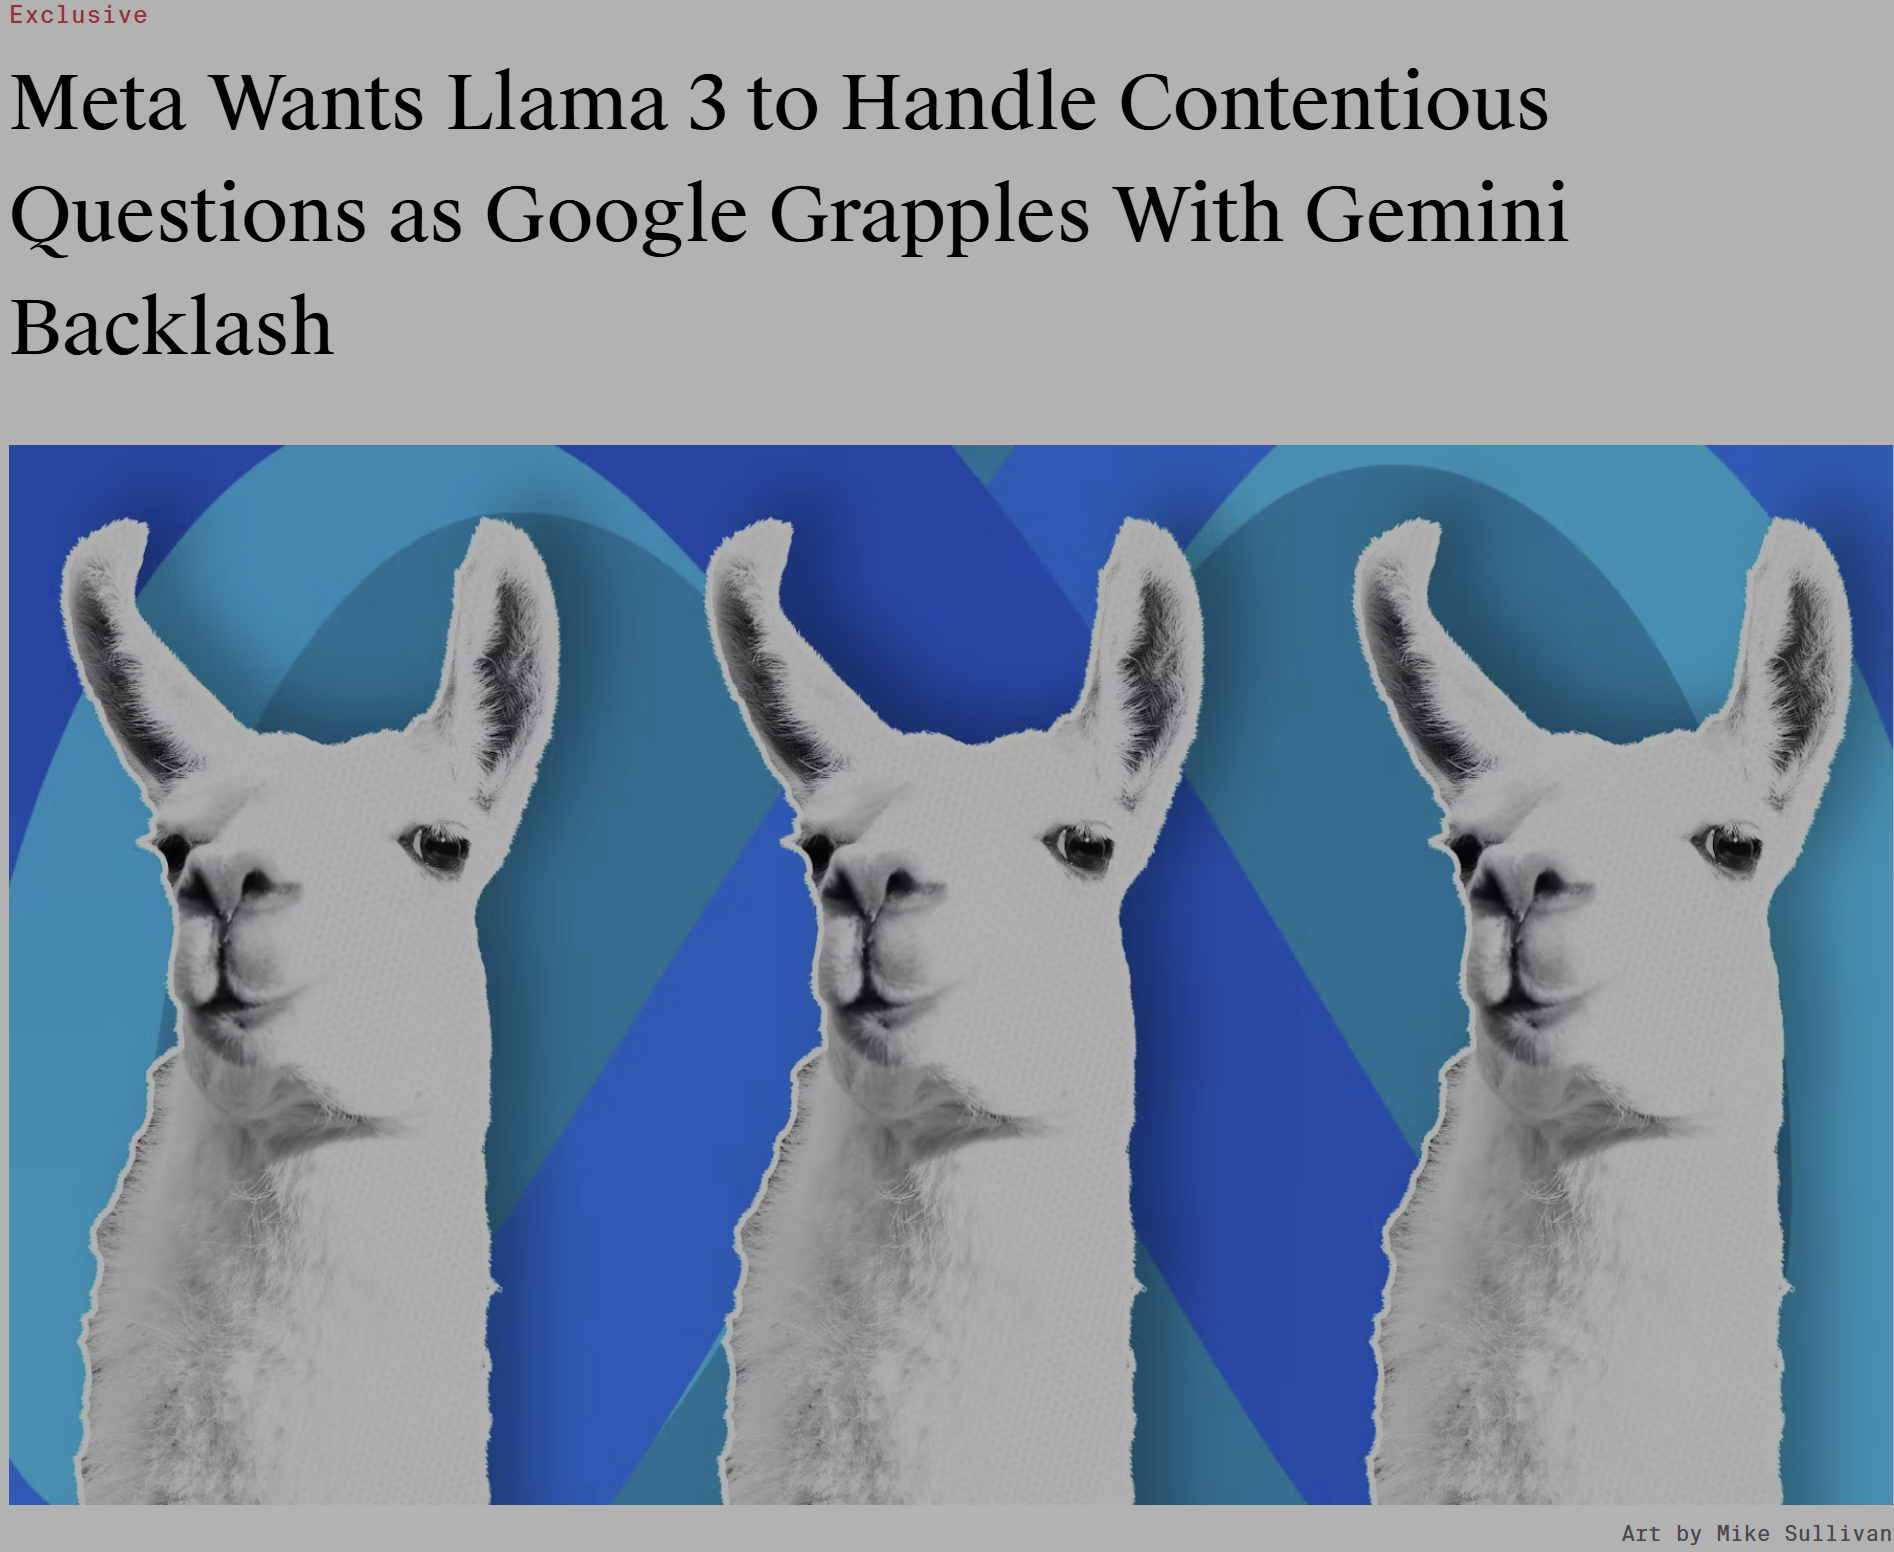 Exclusive
Meta Wants Llama 3 to Handle Contentious
Questions as Google Grapples With Gemini
Backlash
Art by Mike Sullivan